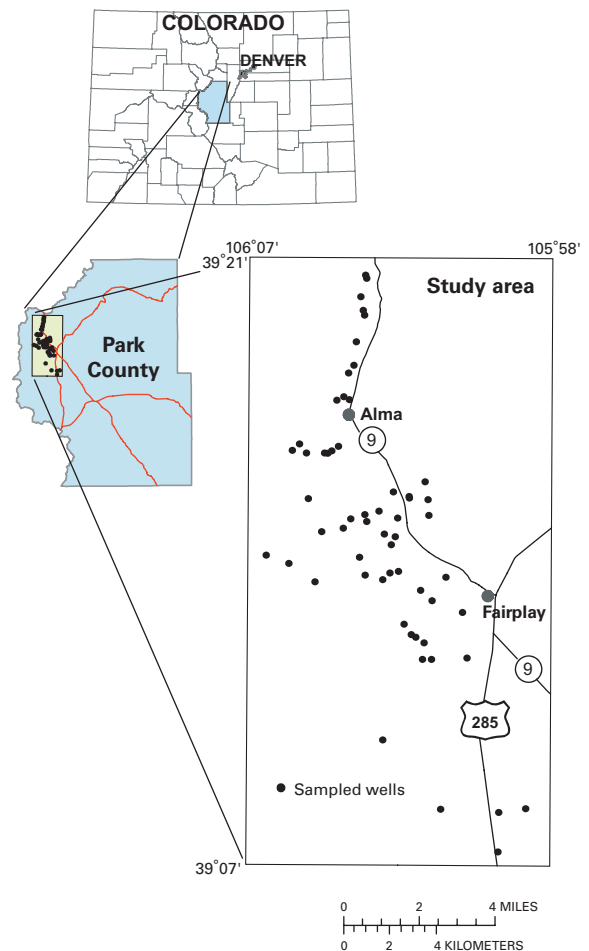 COLORADO
DENVER
106°07'
105°58'
39°21'
Study area
Park
County
Alma
9
Fairplay
9
285
Sampled wells
39°07'
0 2 4 MILES
0 2 4 KILOMETERS